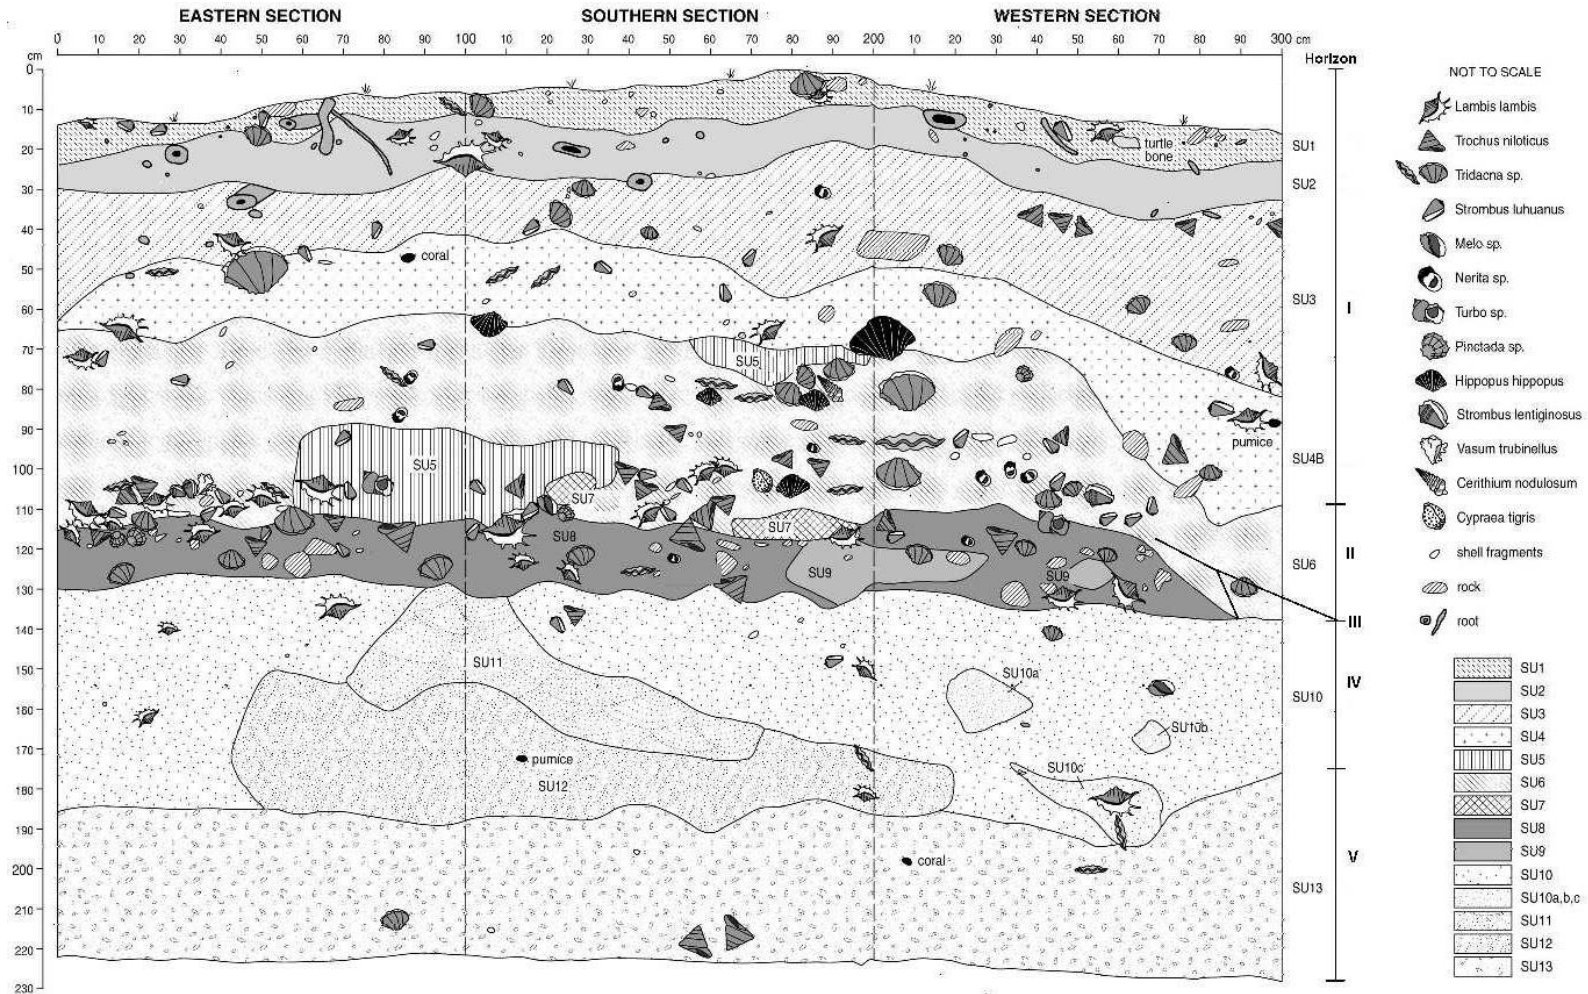 EASTERN SECTION SOUTHERN SECTION WESTERN SECTION
0 10 20 30 40 50 60 70 80 90 100 10 20 30 40 50 60 70 80 90 200 10 20 30 40 50 60 70 80 90 300 cm
cm
0
10
20
30
40
50
60
70
80
90
100
110
120
130
140
150
160
170
180
190
200
210
220
230
turtle
bone
coral
SU5
pumice
SU5
SU7
SU7
SU8
SU9
SU9
SU11
SU10a
SU10b
pumice
SU10c
SU12
coral
SU1
SU2
SU3
SU4B
SU6
SU10
SU13
Horizon
I
II
III
IV
V
NOT TO SCALE
Lambis lambis
Trochus niloticus
Tridacna sp.
Strombus luhuanus
Melo sp.
Nerita sp.
Turbo sp.
Pinctada sp.
Hippopus hippopus
Strombus lentiginosus
Vasum trubinellus
Cerithium nodulosum
Cypraea tigris
shell fragments
rock
root
SU1
SU2
SU3
SU4
SU5
SU6
SU7
SU8
SU9
SU10
SU10a,b,c
SU11
SU12
SU13